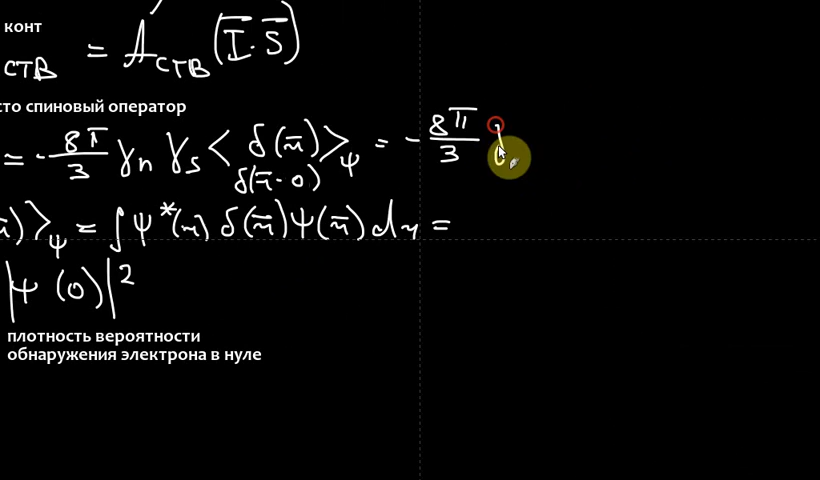 конт
СТВ = A_СТВ (I̅ · S̅)
сто спиновый оператор
= - 8π/3 γn γs < δ(r̅) >ψ = - 8π/3
δ(r̅-0)
)>ψ = ∫ψ*(r) δ(r̅)ψ(r̅) dr =
|ψ(0)|²
плотность вероятности
обнаружения электрона в нуле